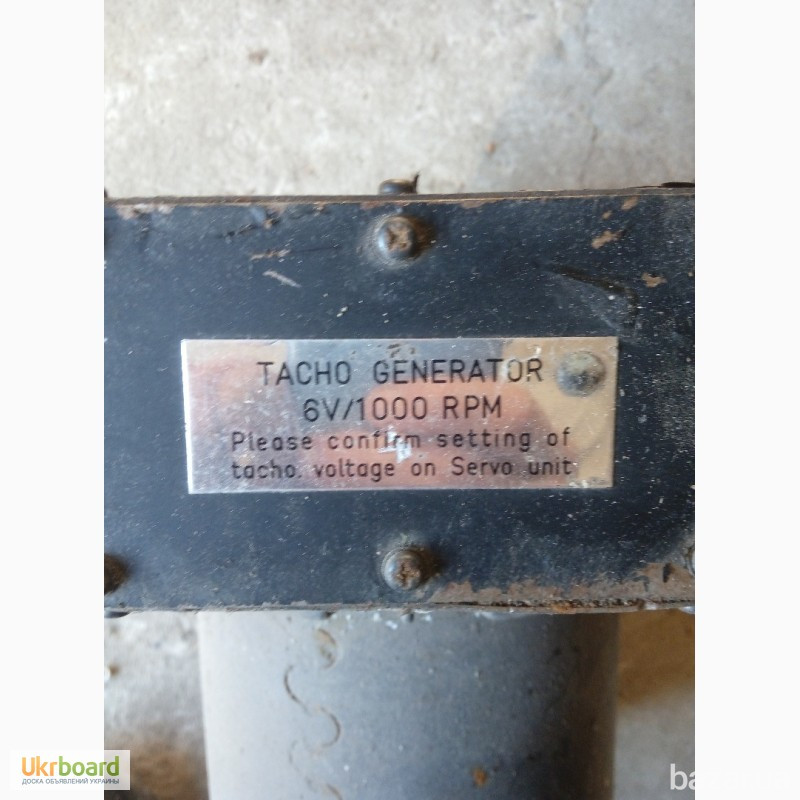 TACHO GENERATOR
6V/1000 RPM
Please confirm setting of
tacho. voltage on Servo unit
Ukrboard
ДОСКА ОБЪЯВЛЕНИЙ УКРАИНЫ